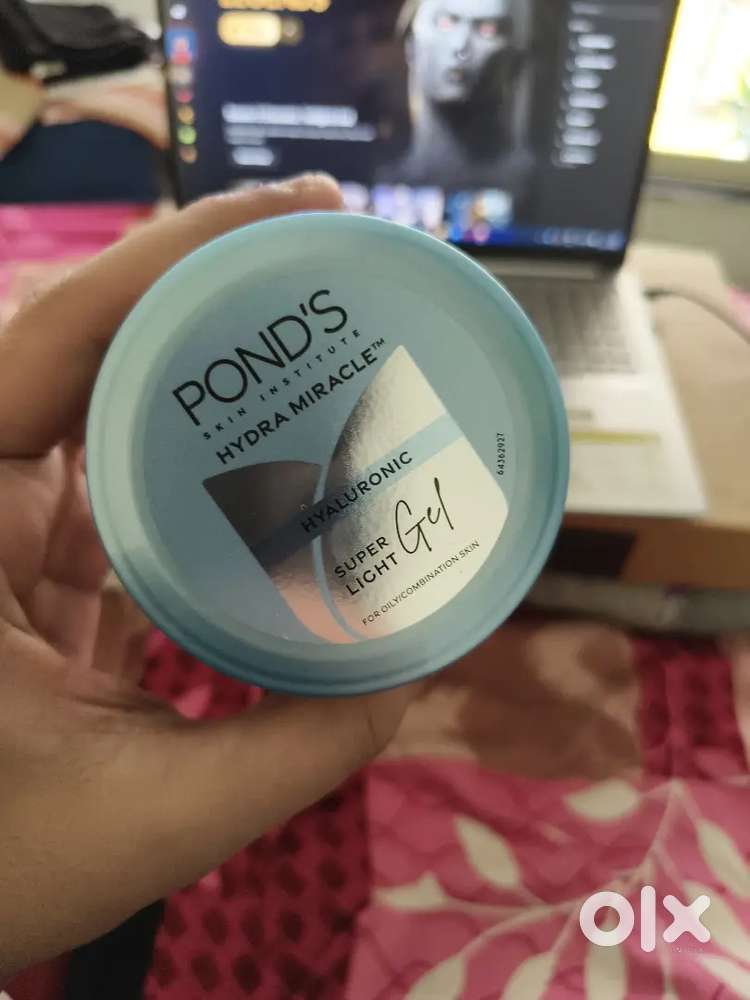 POND'S
SKIN INSTITUTE
HYDRA MIRACLE™
HYALURONIC
SUPER
LIGHT Gel
FOR OILY/COMBINATION SKIN
64362927
olx